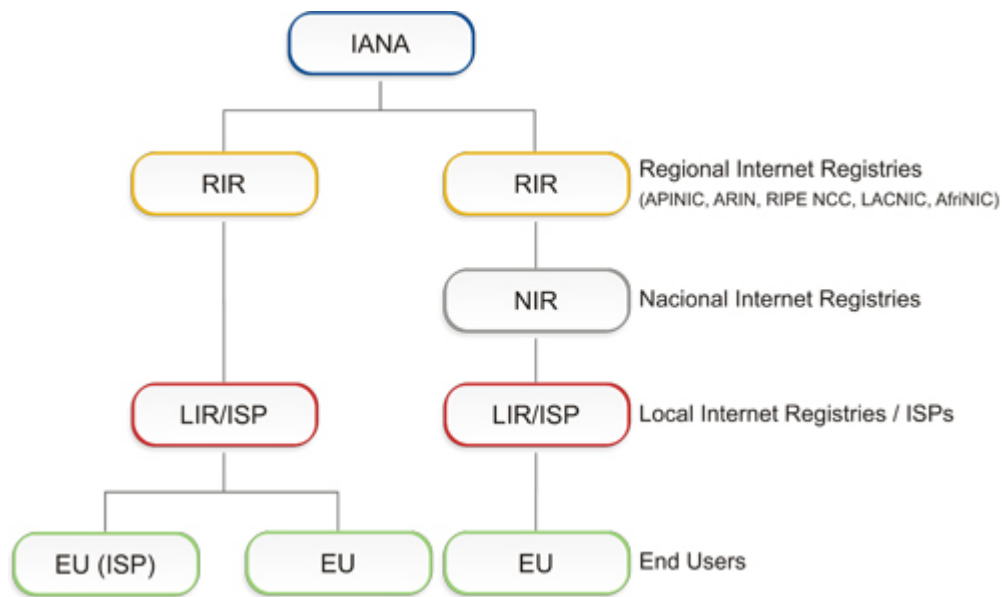 IANA
RIR
RIR
Regional Internet Registries
(APINIC, ARIN, RIPE NCC, LACNIC, AfriNIC)
NIR
Nacional Internet Registries
LIR/ISP
LIR/ISP
Local Internet Registries / ISPs
EU (ISP)
EU
EU
End Users